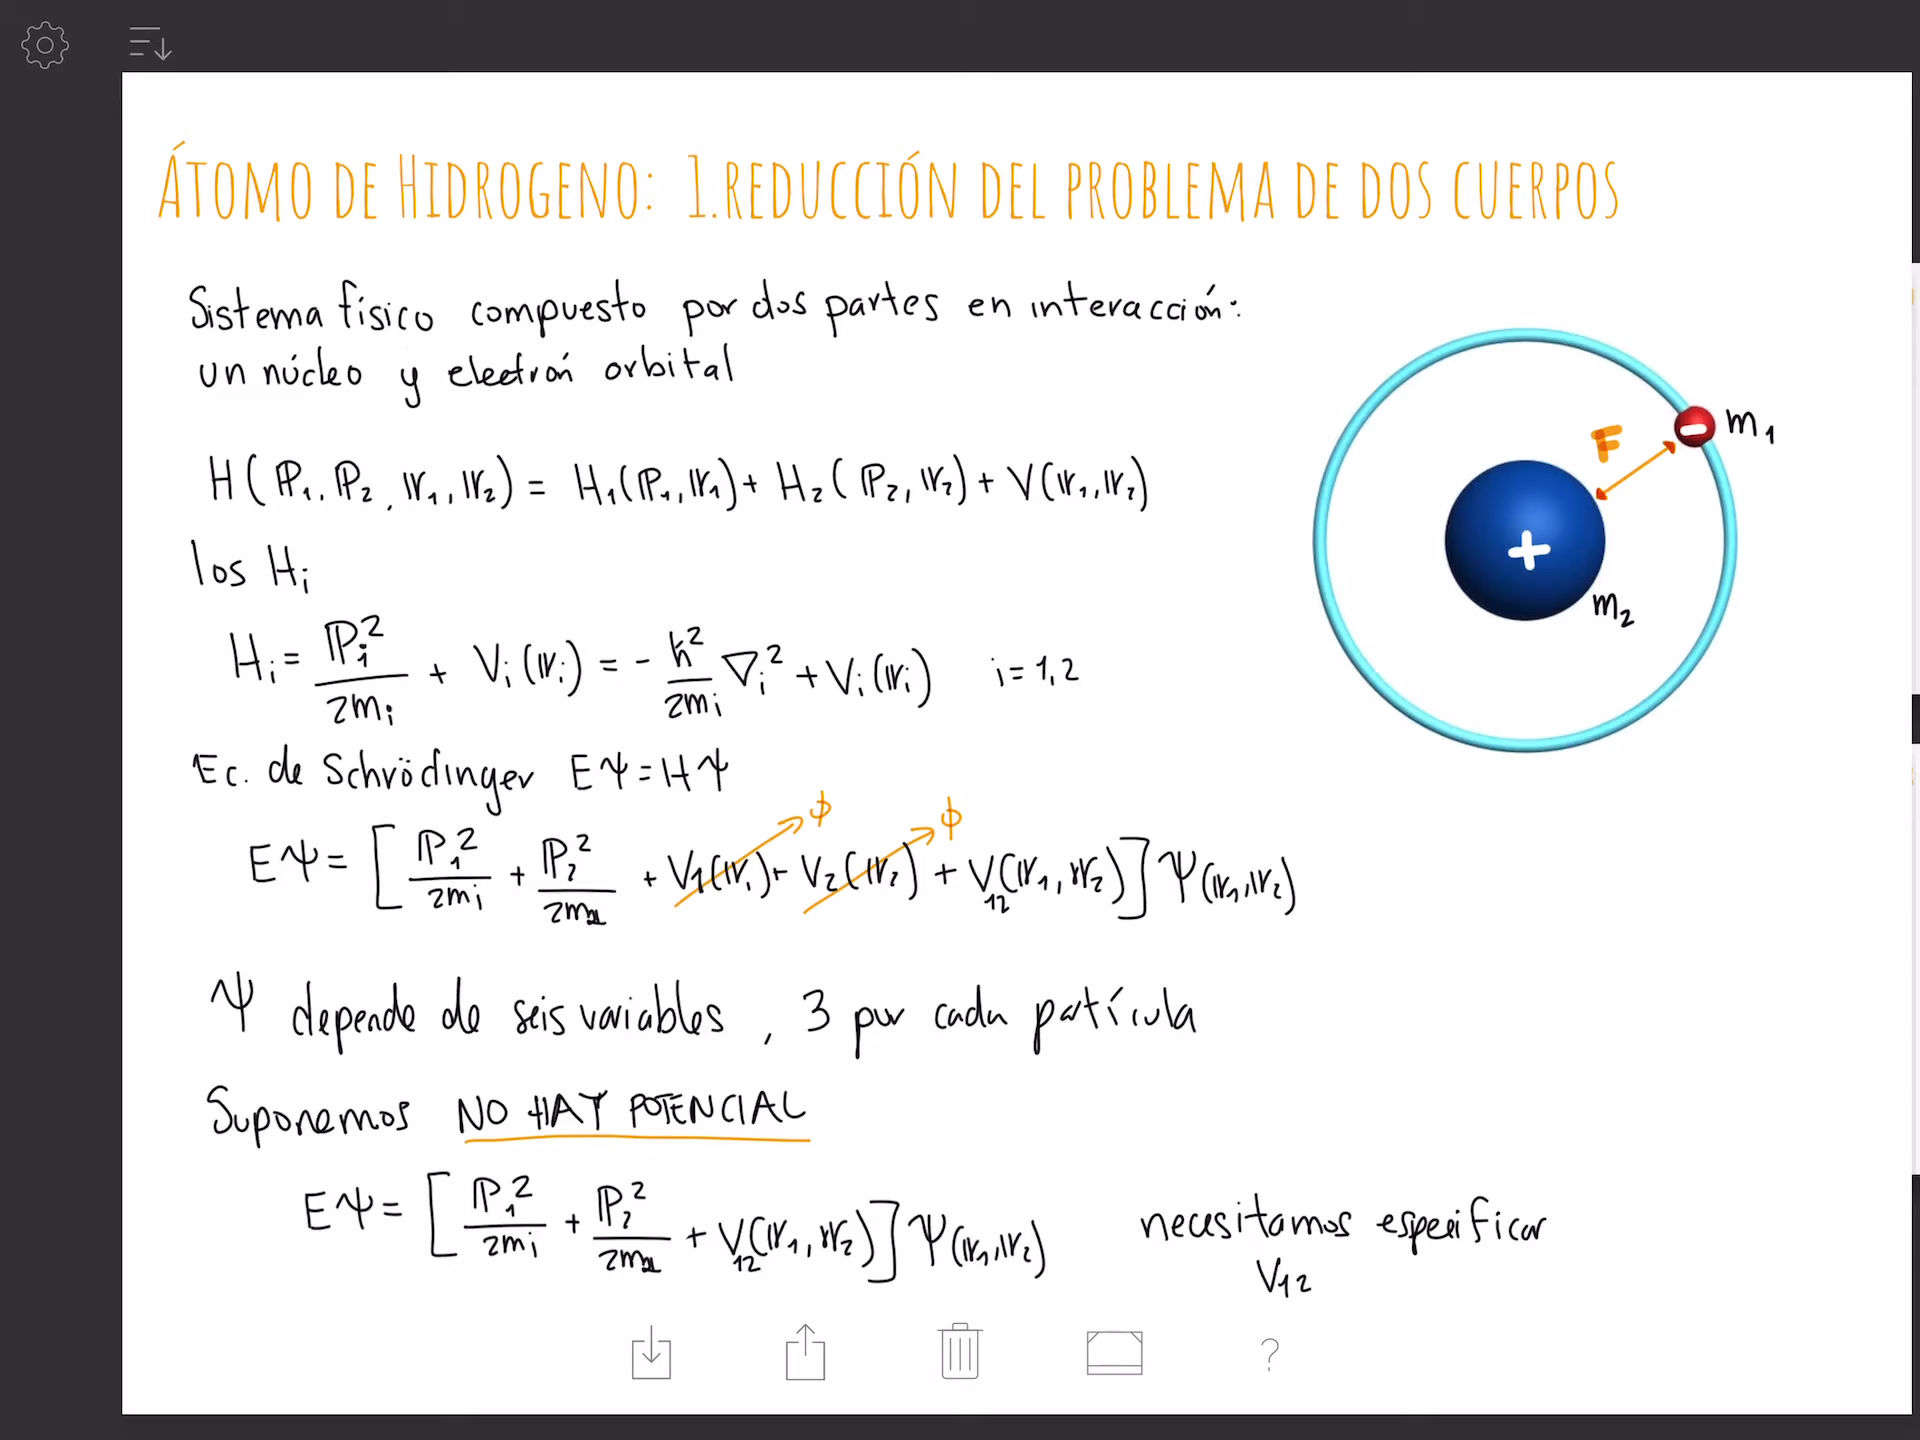 ÁTOMO DE HIDROGENO: 1.REDUCCIÓN DEL PROBLEMA DE DOS CUERPOS
Sistema físico compuesto por dos partes en interacción:
un núcleo y electrón orbital
F
m₁
+
m₂
H(ℙ₁, ℙ₂, 𝕣₁, 𝕣₂) = H₁(ℙ₁, 𝕣₁) + H₂(ℙ₂, 𝕣₂) + V(𝕣₁, 𝕣₂)
los Hᵢ
Hᵢ = ℙᵢ²/2mᵢ + Vᵢ(𝕣ᵢ) = - ħ²/2mᵢ ∇ᵢ² + Vᵢ(𝕣ᵢ) i = 1,2
Ec. de Schrödinger EΨ = HΨ
ϕ ϕ
EΨ = [ℙ₁²/2mᵢ + ℙ₂²/2m₂ + V₁(𝕣₁) + V₂(𝕣₂) + V₁₂(𝕣₁, 𝕣₂)] Ψ(𝕣₁, 𝕣₂)
Ψ depende de seis variables, 3 por cada partícula
Suponemos NO HAY POTENCIAL
EΨ = [ℙ₁²/2mᵢ + ℙ₂²/2m₂ + V₁₂(𝕣₁, 𝕣₂)] Ψ(𝕣₁, 𝕣₂) necesitamos especificar
V₁₂
?